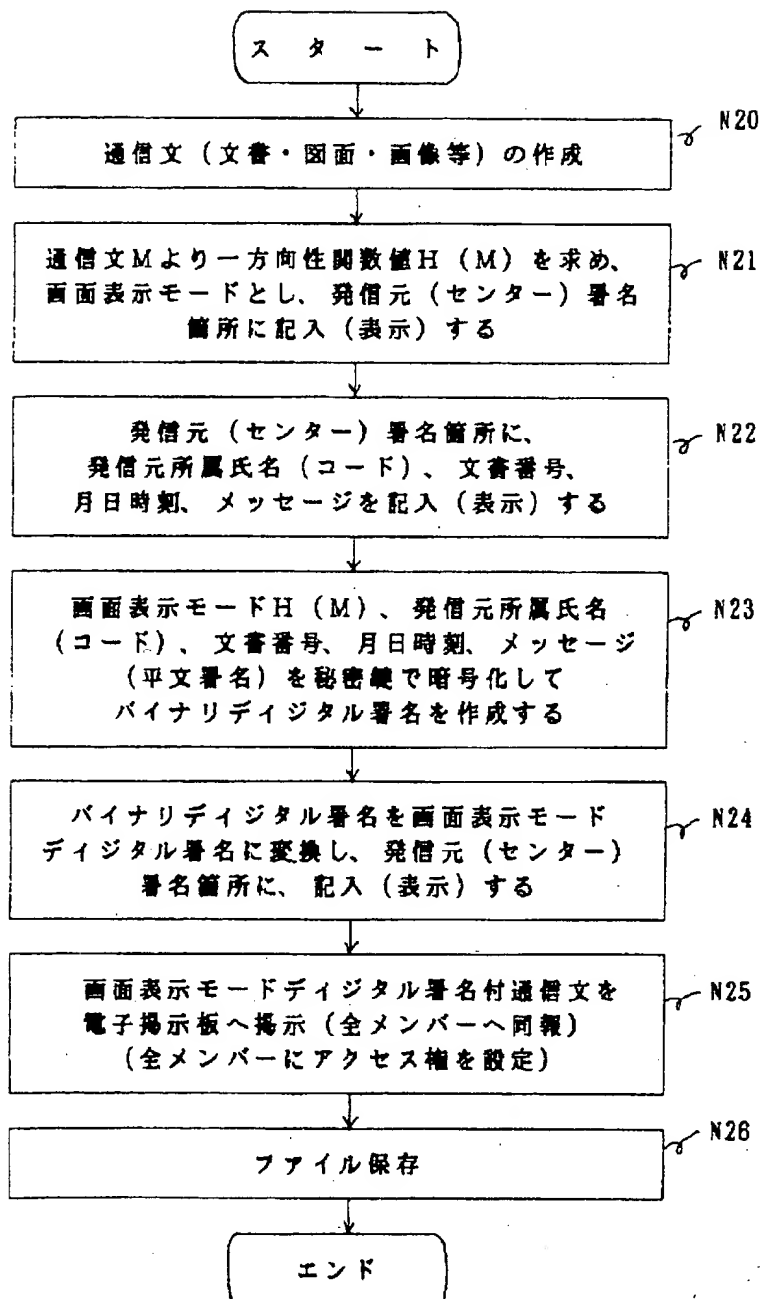 スタート
N20
通信文（文書・図面・画像等）の作成
N21
通信文Mより一方向性関数値H（M）を求め、
画面表示モードとし、発信元（センター）署名
箇所に記入（表示）する
N22
発信元（センター）署名箇所に、
発信元所属氏名（コード）、文書番号、
月日時刻、メッセージを記入（表示）する
N23
画面表示モードH（M）、発信元所属氏名
（コード）、文書番号、月日時刻、メッセージ
（平文署名）を秘密鍵で暗号化して
バイナリディジタル署名を作成する
N24
バイナリディジタル署名を画面表示モード
ディジタル署名に変換し、発信元（センター）
署名箇所に、記入（表示）する
N25
画面表示モードディジタル署名付通信文を
電子掲示板へ掲示（全メンバーへ同報）
（全メンバーにアクセス権を設定）
N26
ファイル保存
エンド